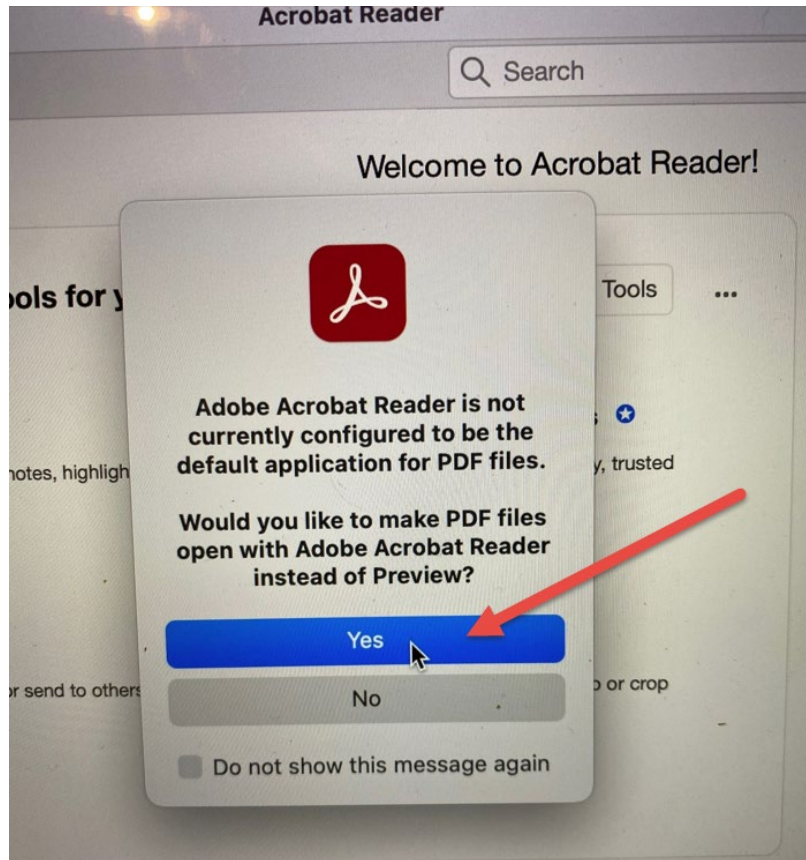 Acrobat Reader
Search
Welcome to Acrobat Reader!
Tools
...
Adobe Acrobat Reader is not
currently configured to be the
default application for PDF files.
notes, highligh
y, trusted
Would you like to make PDF files
open with Adobe Acrobat Reader
instead of Preview?
Yes
or send to others
o or crop
No
Do not show this message again